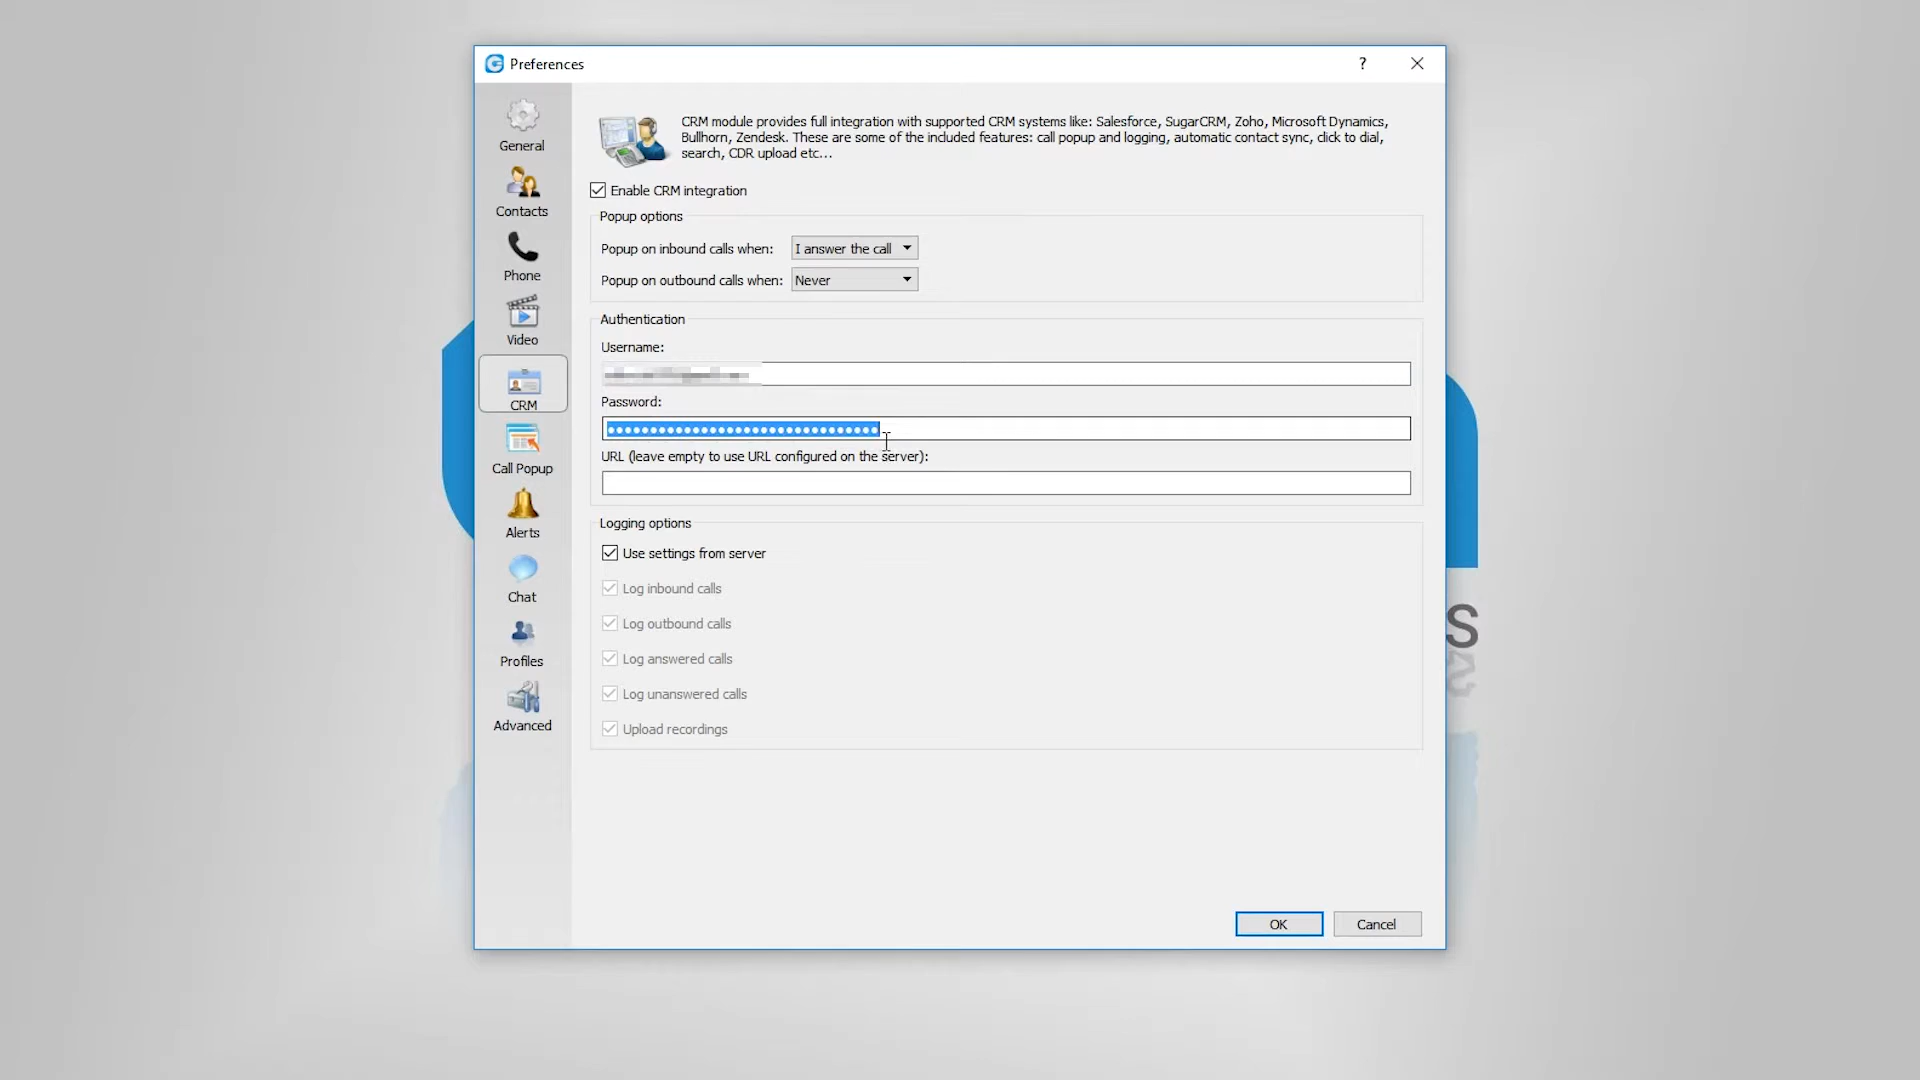 Preferences
?
General
Contacts
Phone
Video
CRM
Call Popup
Alerts
Chat
Profiles
Advanced
CRM module provides full integration with supported CRM systems like: Salesforce, SugarCRM, Zoho, Microsoft Dynamics,
Bullhorn, Zendesk. These are some of the included features: call popup and logging, automatic contact sync, click to dial,
search, CDR upload etc...
Enable CRM integration
Popup options
Popup on inbound calls when: I answer the call
Popup on outbound calls when: Never
Authentication
Username:
Password:
URL (leave empty to use URL configured on the server):
Logging options
Use settings from server
Log inbound calls
Log outbound calls
Log answered calls
Log unanswered calls
Upload recordings
OK Cancel
S